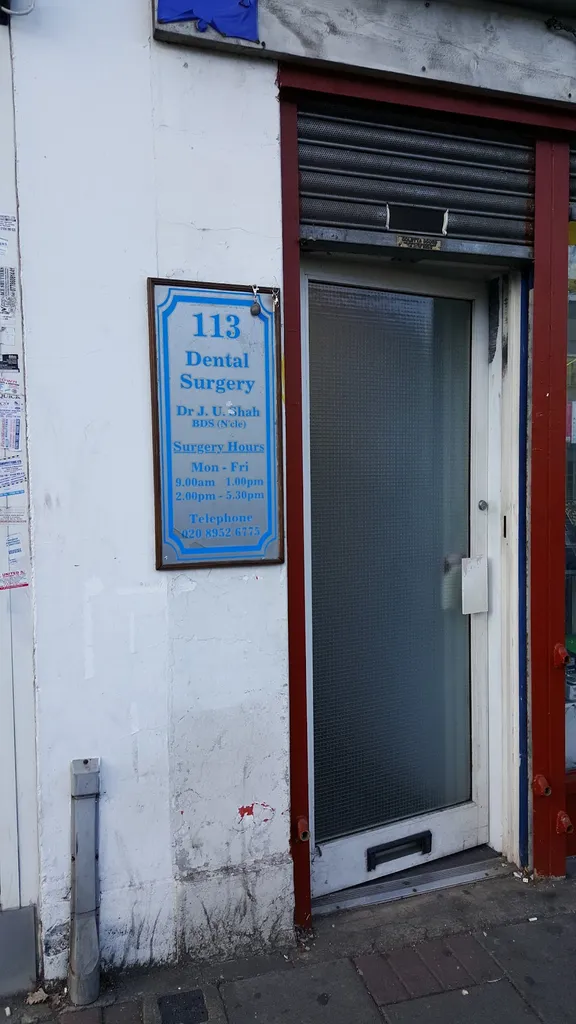 113
Dental
Surgery
Dr J. U. Shah
BDS (N'cle)
Surgery Hours
Mon - Fri
9.00am 1.00pm
2:00pm - 5.30pm
Telephone
020 8952 6775